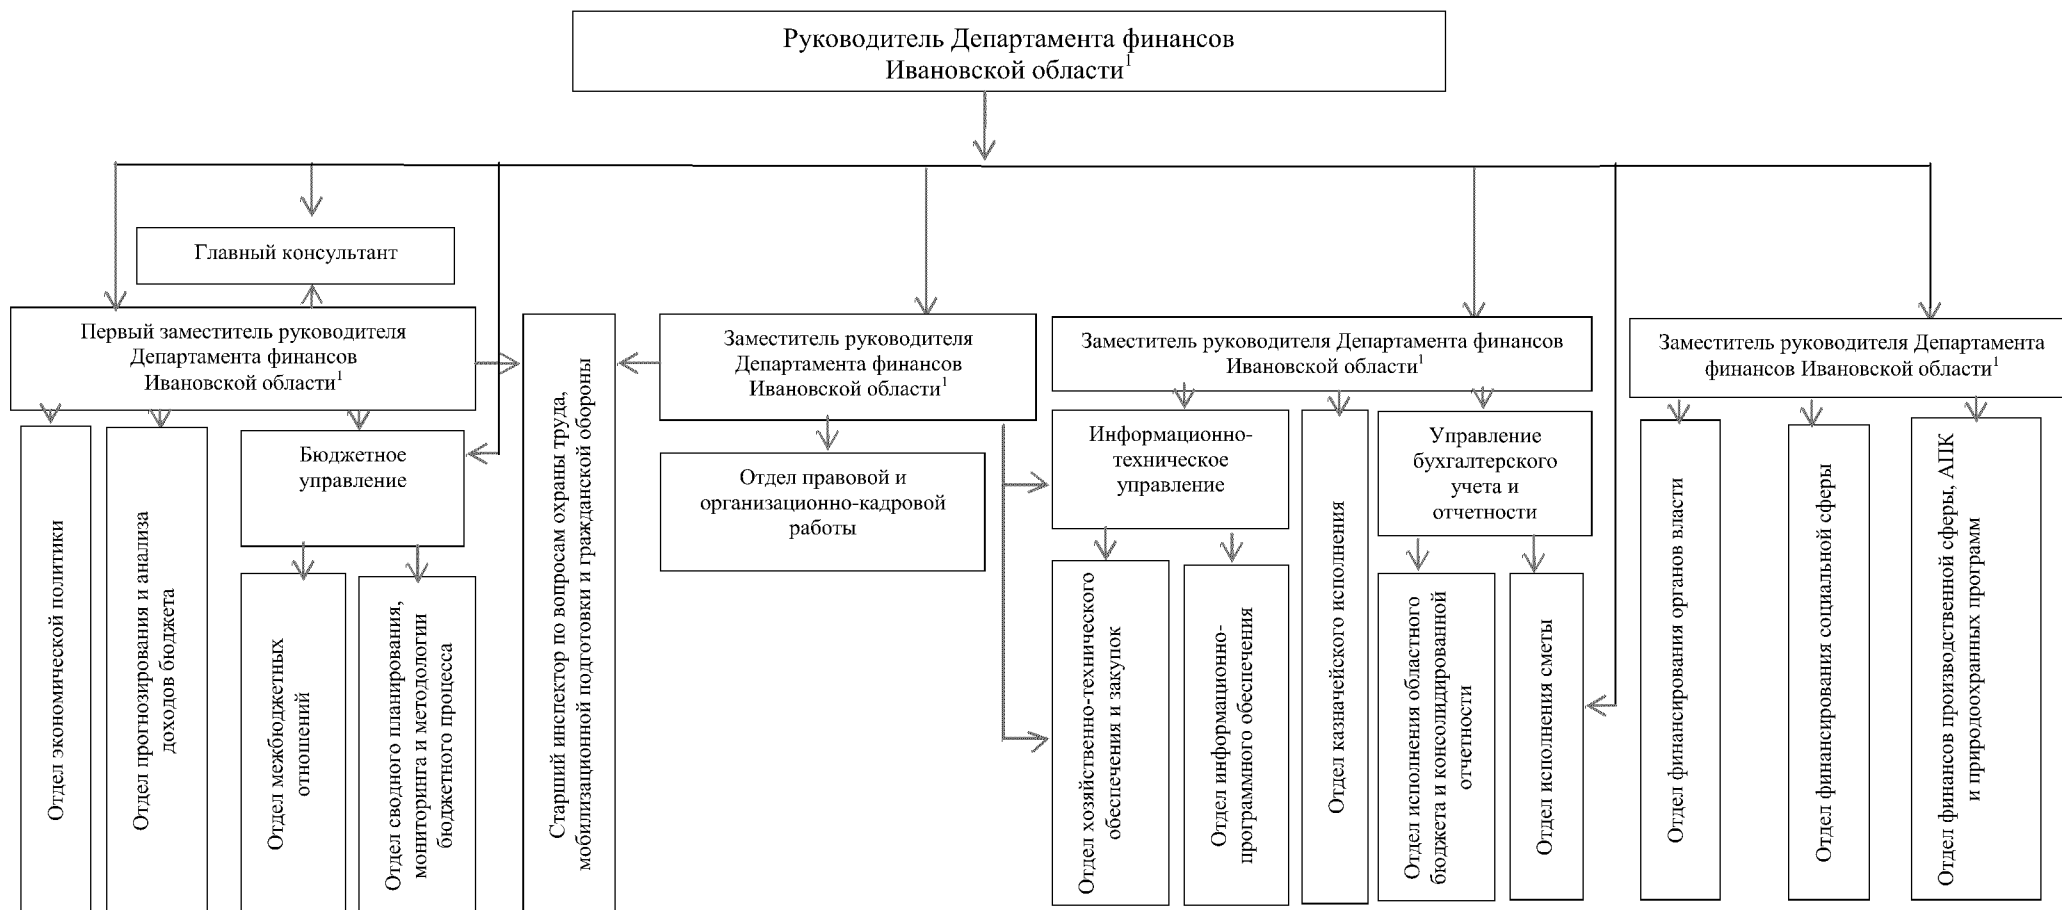 Руководитель Департамента финансов
Ивановской области¹
Главный консультант
Первый заместитель руководителя
Департамента финансов
Ивановской области¹
Заместитель руководителя
Департамента финансов
Ивановской области¹
Заместитель руководителя Департамента финансов
Ивановской области¹
Заместитель руководителя Департамента
финансов Ивановской области¹
Бюджетное
управление
Отдел правовой и
организационно-кадровой
работы
Информационно-
техническое
управление
Управление
бухгалтерского
учета и
отчетности
Отдел экономической политики
Отдел прогнозирования и анализа
доходов бюджета
Отдел межбюджетных
отношений
Отдел сводного планирования,
мониторинга и методологии
бюджетного процесса
Старший инспектор по вопросам охраны труда,
мобилизационной подготовки и гражданской обороны
Отдел хозяйственно-технического
обеспечения и закупок
Отдел информационно-
программного обеспечения
Отдел казначейского исполнения
Отдел исполнения областного
бюджета и консолидированной
отчетности
Отдел исполнения сметы
Отдел финансирования органов власти
Отдел финансирования социальной сферы
Отдел финансов производственной сферы, АПК
и природоохранных программ